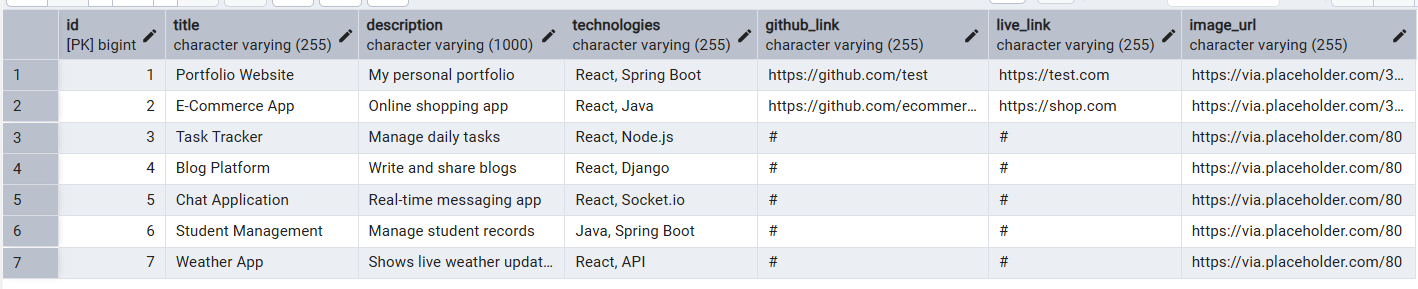 id title description technologies github_link live_link image_url
[PK] bigint character varying (255) character varying (1000) character varying (255) character varying (255) character varying (255) character varying (255)
1 1 Portfolio Website My personal portfolio React, Spring Boot https://github.com/test https://test.com https://via.placeholder.com/3...
2 2 E-Commerce App Online shopping app React, Java https://github.com/ecommer... https://shop.com https://via.placeholder.com/3...
3 3 Task Tracker Manage daily tasks React, Node.js # # https://via.placeholder.com/80
4 4 Blog Platform Write and share blogs React, Django # # https://via.placeholder.com/80
5 5 Chat Application Real-time messaging app React, Socket.io # # https://via.placeholder.com/80
6 6 Student Management Manage student records Java, Spring Boot # # https://via.placeholder.com/80
7 7 Weather App Shows live weather updat... React, API # # https://via.placeholder.com/80